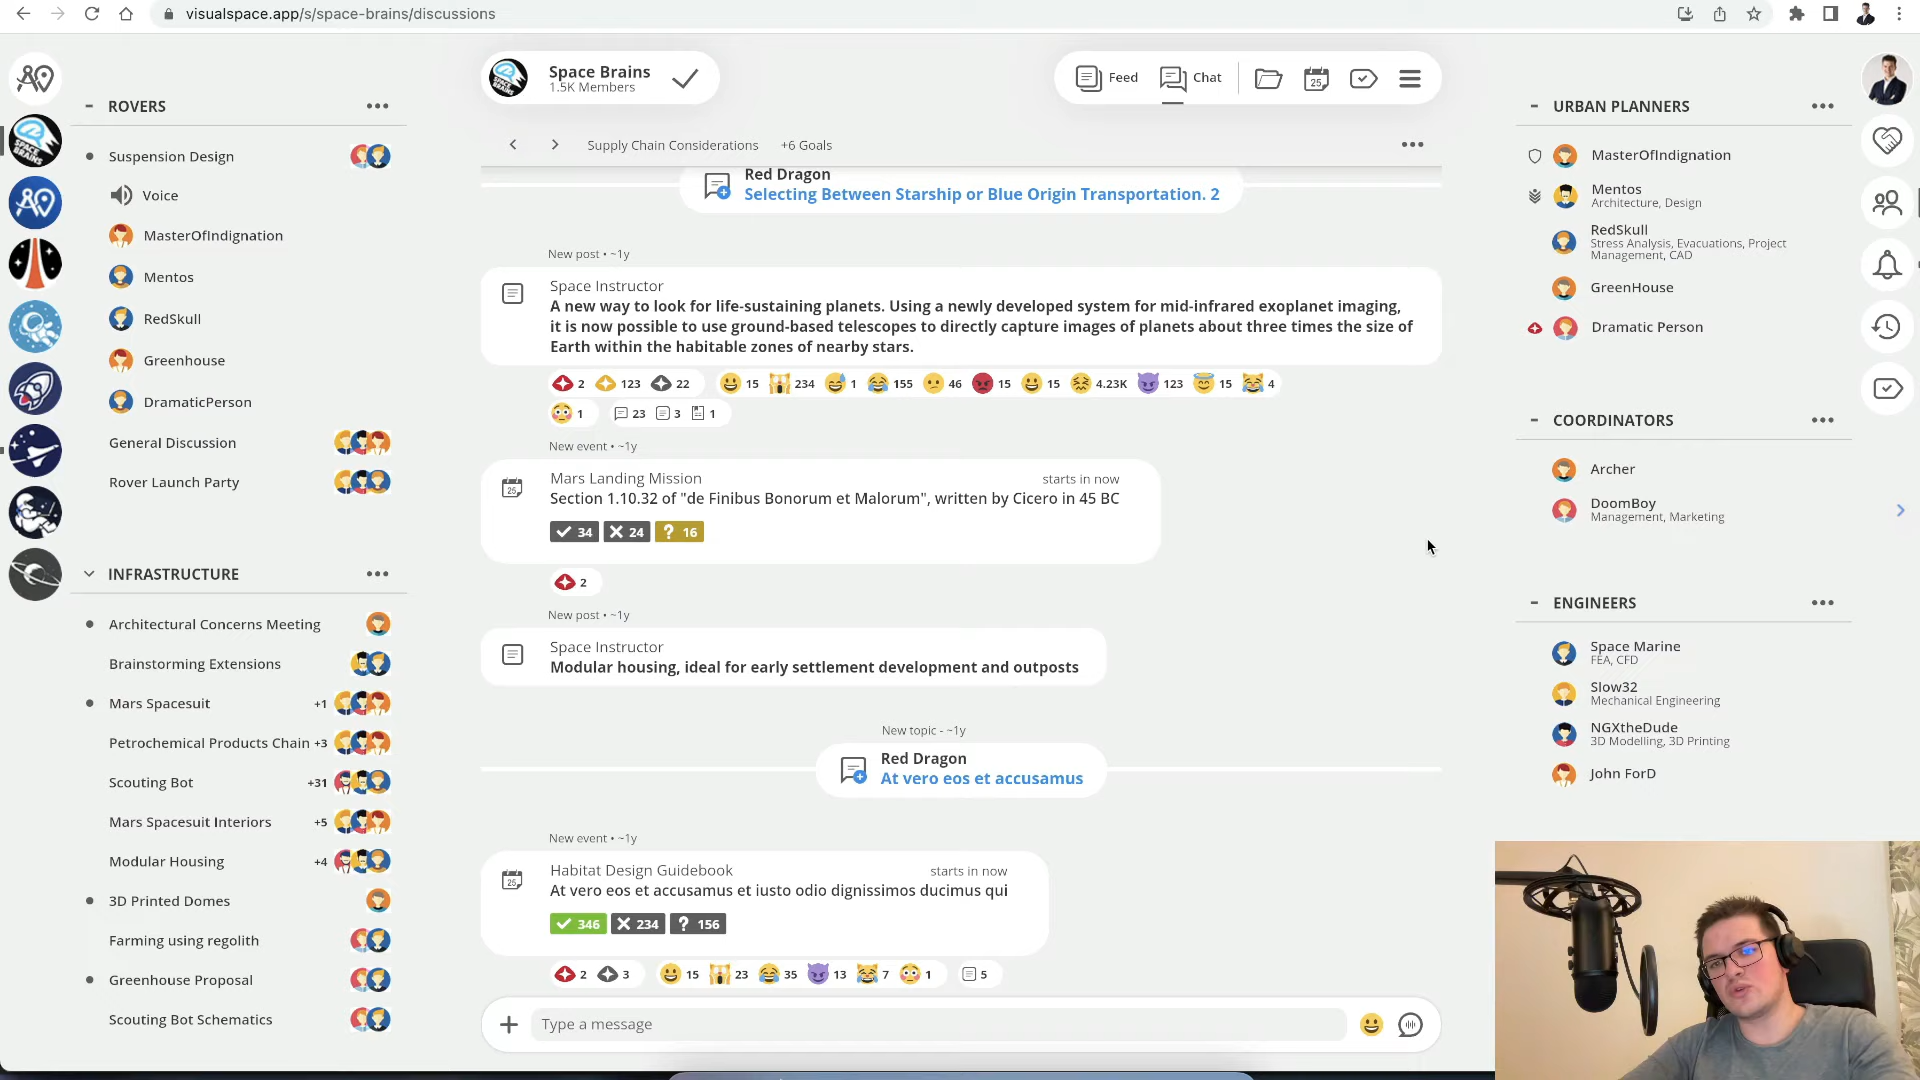 visualspace.app/s/space-brains/discussions
Space Brains
1.5K Members
Feed
Chat
25
ROVERS
Suspension Design
Voice
MasterOfIndignation
Mentos
RedSkull
Greenhouse
DramaticPerson
General Discussion
Rover Launch Party
INFRASTRUCTURE
Architectural Concerns Meeting
Brainstorming Extensions
Mars Spacesuit +1
Petrochemical Products Chain +3
Scouting Bot +31
Mars Spacesuit Interiors +5
Modular Housing +4
3D Printed Domes
Farming using regolith
Greenhouse Proposal
Scouting Bot Schematics
Supply Chain Considerations +6 Goals
Red Dragon
Selecting Between Starship or Blue Origin Transportation. 2
New post • ~1y
Space Instructor
A new way to look for life-sustaining planets. Using a newly developed system for mid-infrared exoplanet imaging,
it is now possible to use ground-based telescopes to directly capture images of planets about three times the size of
Earth within the habitable zones of nearby stars.
2 123 22 15 234 1 155 46 15 15 4.23K 123 15 4
1 23 3 1
New event • ~1y
25
Mars Landing Mission starts in now
Section 1.10.32 of "de Finibus Bonorum et Malorum", written by Cicero in 45 BC
34 24 ? 16
2
New post • ~1y
Space Instructor
Modular housing, ideal for early settlement development and outposts
New topic - ~1y
Red Dragon
At vero eos et accusamus
New event • ~1y
25
Habitat Design Guidebook starts in now
At vero eos et accusamus et iusto odio dignissimos ducimus qui
346 234 ? 156
2 3 15 23 35 13 7 1 5
Type a message
URBAN PLANNERS
MasterOfIndignation
Mentos
Architecture, Design
RedSkull
Stress Analysis, Evacuations, Project
Management, CAD
GreenHouse
Dramatic Person
COORDINATORS
Archer
DoomBoy
Management, Marketing
ENGINEERS
Space Marine
FEA, CFD
Slow32
Mechanical Engineering
NGXtheDude
3D Modelling, 3D Printing
John ForD
SPACE
BRAINS